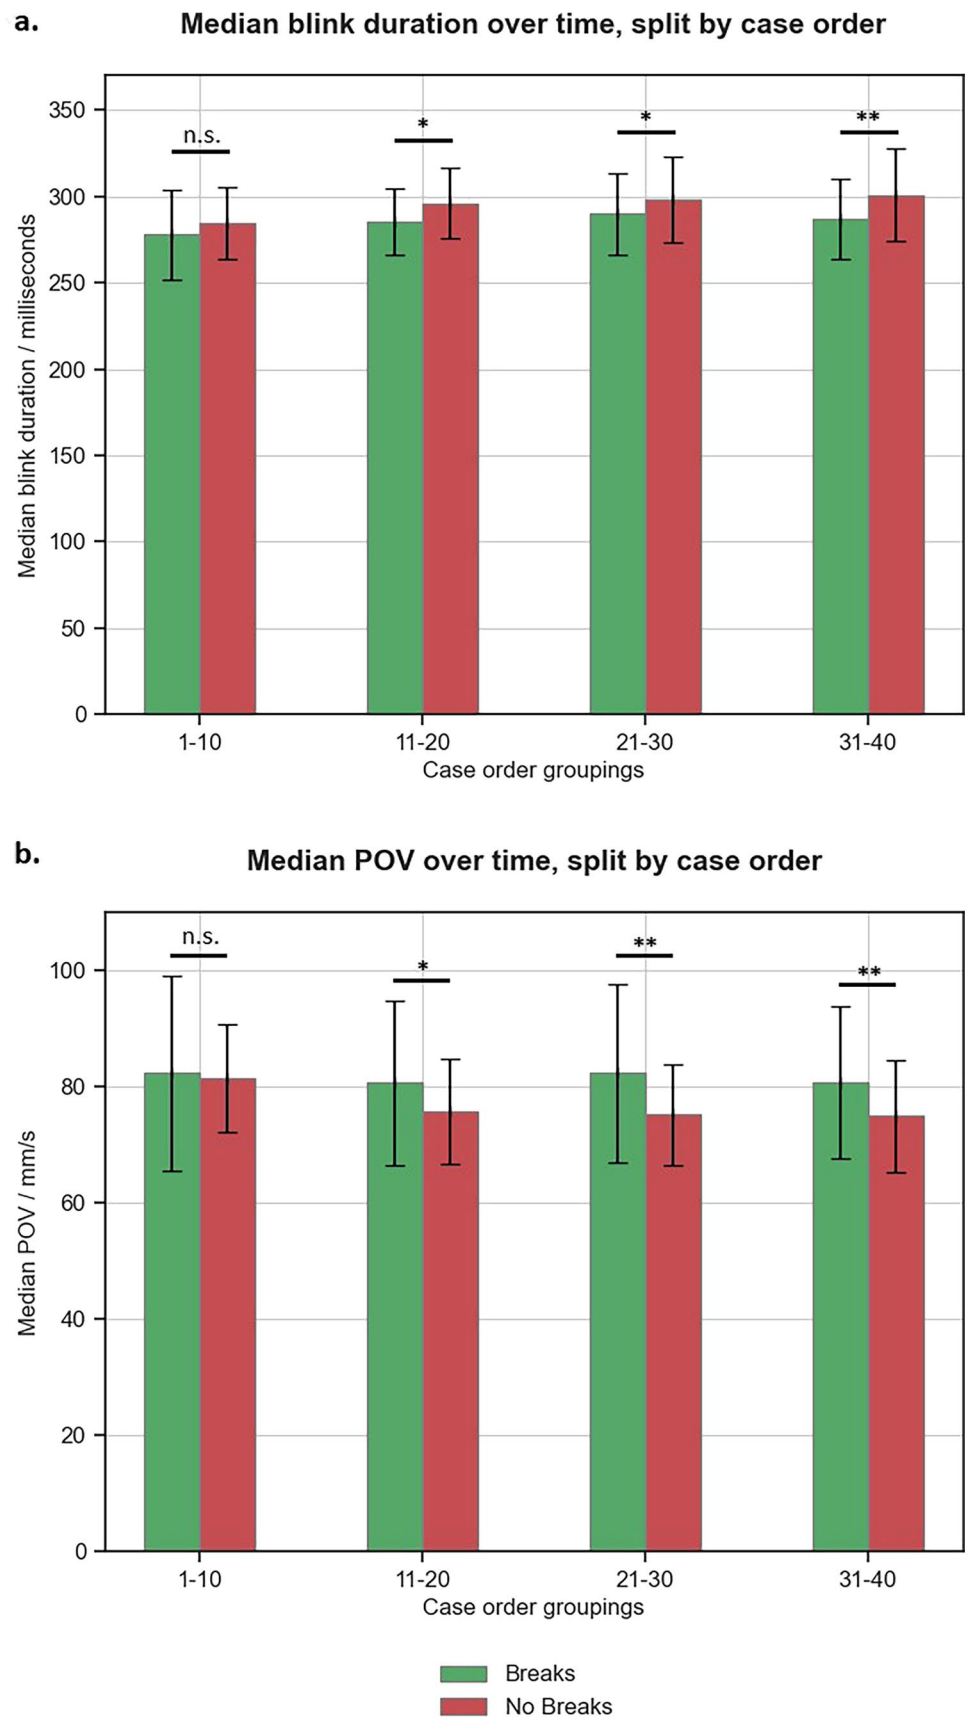 a.
Median blink duration over time, split by case order
Median blink duration / milliseconds
350
300
250
200
150
100
50
0
n.s.
*
*
**
1-10
11-20
21-30
31-40
Case order groupings
b.
Median POV over time, split by case order
Median POV / mm/s
100
80
60
40
20
0
n.s.
*
**
**
1-10
11-20
21-30
31-40
Case order groupings
Breaks
No Breaks